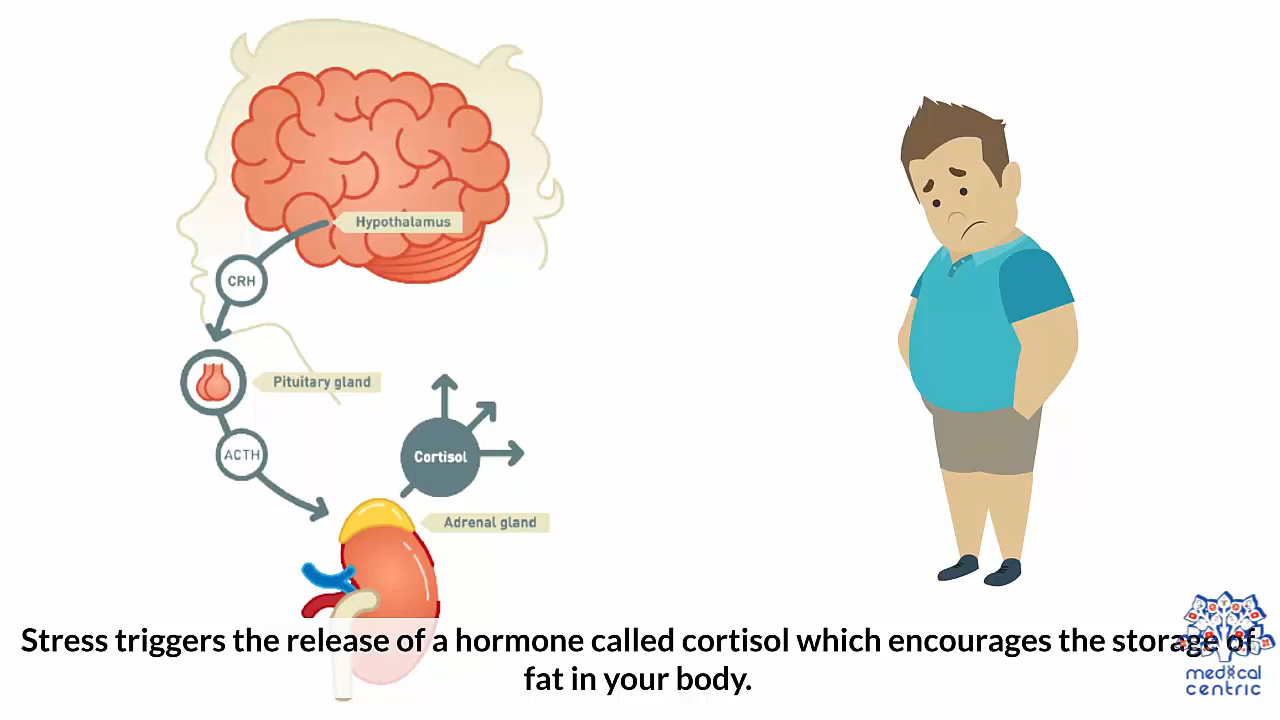 Hypothalamus
CRH
Pituitary gland
ACTH
Cortisol
Adrenal gland
Stress triggers the release of a hormone called cortisol which encourages the storage of
fat in your body.
medical
centric